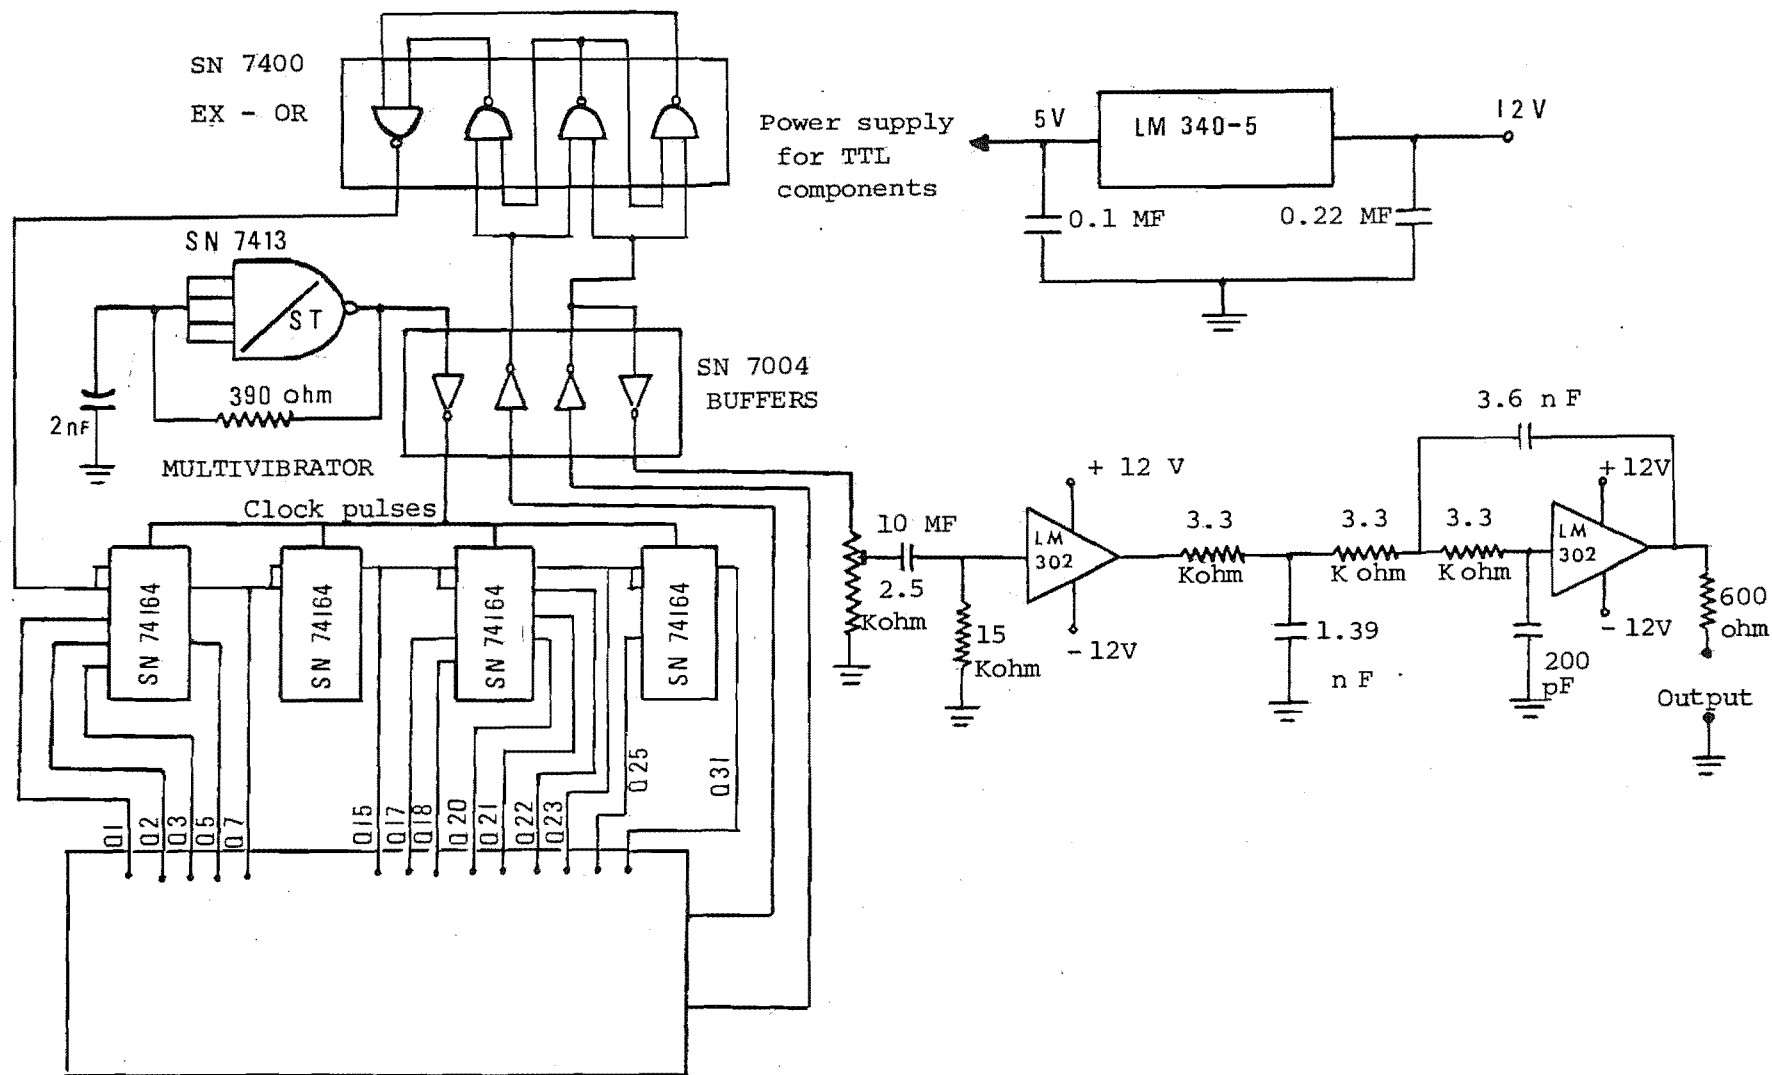 SN 7400
EX - OR
Power supply
for TTL
components
5V
LM 340-5
12V
0.1 MF
0.22 MF
SN 7413
ST
390 ohm
2nF
MULTIVIBRATOR
SN 7004
BUFFERS
Clock pulses
SN 74164
SN 74164
SN 74164
SN 74164
Q1
Q2
Q3
Q5
Q7
Q15
Q17
Q18
Q20
Q21
Q22
Q23
Q25
Q31
10 MF
2.5
Kohm
15
Kohm
+ 12 V
LM
302
- 12V
3.3
Kohm
1.39
nF
3.3
Kohm
3.3
Kohm
3.6 nF
200
pF
+12V
LM
302
- 12V
600
ohm
Output